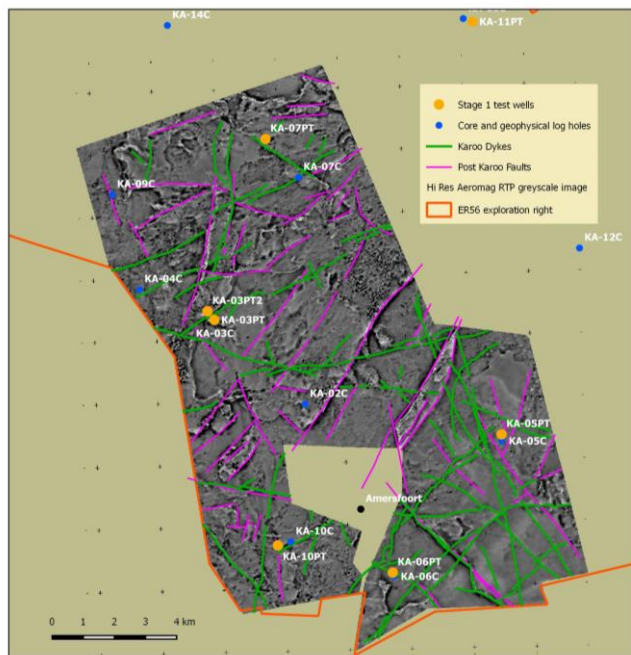 KA-14C
KA-11PT
KA-07PT
KA-07C
KA-09C
KA-12C
KA-04C
KA-03PT2
KA-03PT
KA-03C
KA-02C
KA-05PT
KA-05C
Amersfoort
KA-10C
KA-10PT
KA-06PT
KA-06C
Stage 1 test wells
Core and geophysical log holes
Karoo Dykes
Post Karoo Faults
Hi Res Aeromag RTP greyscale image
ER56 exploration right
0 1 2 3 4 km